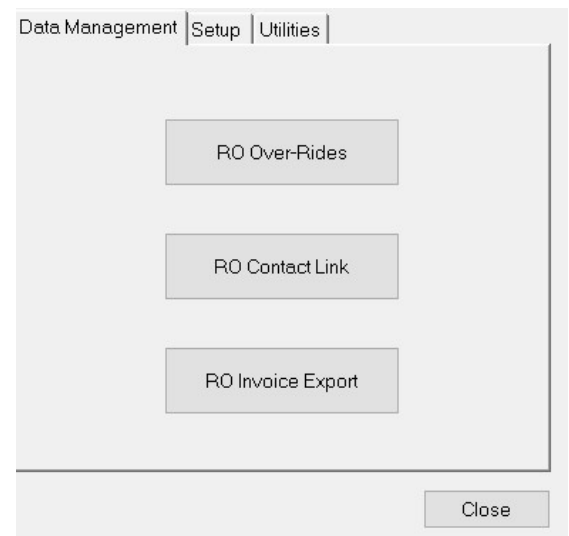 Data Management Setup Utilities
RO Over-Rides
RO Contact Link
RO Invoice Export
Close